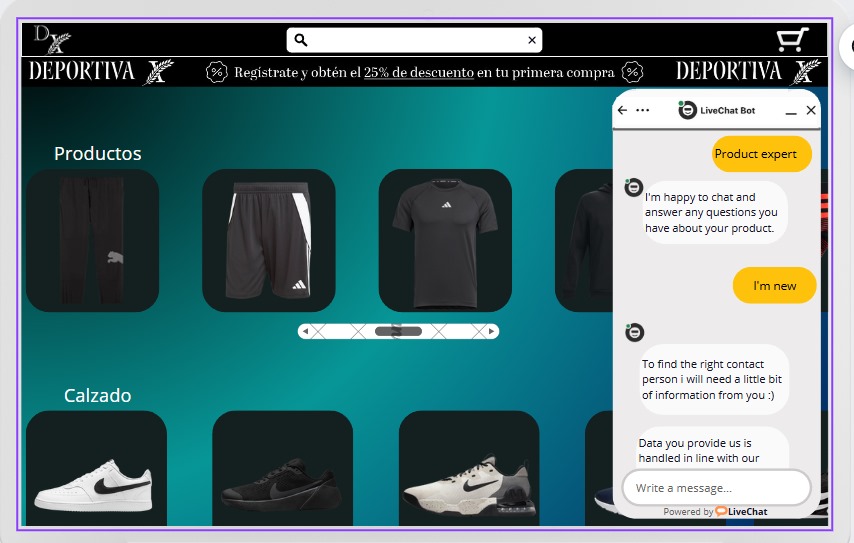 DX
DEPORTIVA X
Regístrate y obtén el 25% de descuento en tu primera compra
DEPORTIVA X
Productos
Calzado
LiveChat Bot
Product expert
I'm happy to chat and
answer any questions you
have about your product.
I'm new
To find the right contact
person i will need a little bit
of information from you :)
Data you provide us is
handled in line with our
Write a message...
Powered by LiveChat